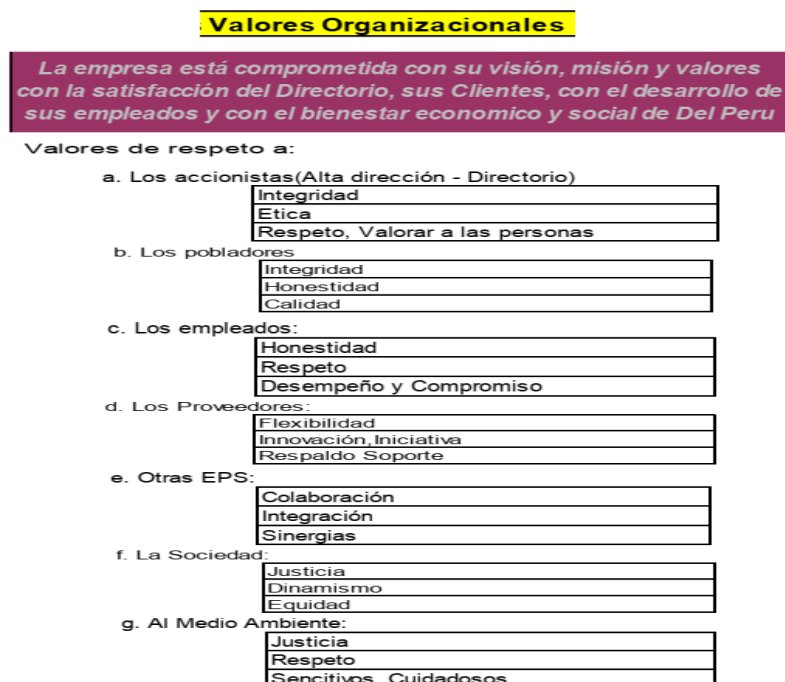 Valores Organizacionales
La empresa está comprometida con su visión, misión y valores
con la satisfacción del Directorio, sus Clientes, con el desarrollo de
sus empleados y con el bienestar economico y social de Del Peru
Valores de respeto a:
a. Los accionistas(Alta dirección - Directorio)
Integridad
Etica
Respeto, Valorar a las personas
b. Los pobladores
Integridad
Honestidad
Calidad
c. Los empleados:
Honestidad
Respeto
Desempeño y Compromiso
d. Los Proveedores:
Flexibilidad
Innovación,Iniciativa
Respaldo Soporte
e. Otras EPS:
Colaboración
Integración
Sinergias
f. La Sociedad:
Justicia
Dinamismo
Equidad
g. Al Medio Ambiente:
Justicia
Respeto
Sencitivos, Cuidadosos